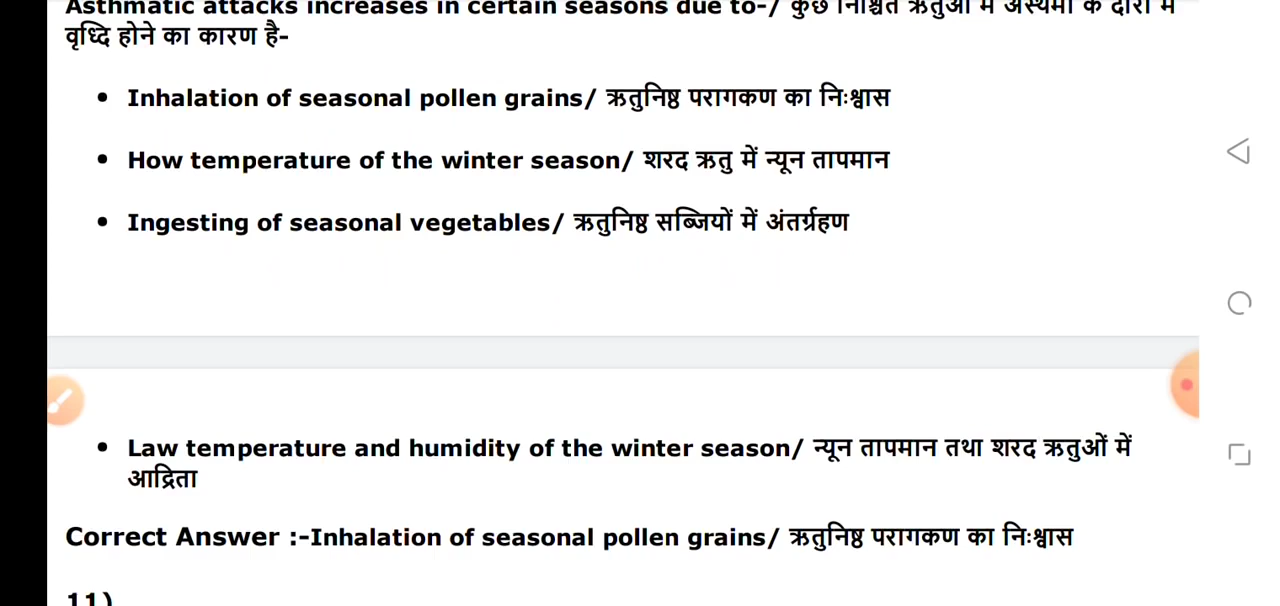 Asthmatic attacks increases in certain seasons due to-/ कुछ निश्चित ऋतुओं में अस्थमा के दौरों में
वृध्दि होने का कारण है-
• Inhalation of seasonal pollen grains/ ऋतुनिष्ठ परागकण का निःश्वास
• How temperature of the winter season/ शरद ऋतु में न्यून तापमान
• Ingesting of seasonal vegetables/ ऋतुनिष्ठ सब्जियों में अंतर्ग्रहण
• Law temperature and humidity of the winter season/ न्यून तापमान तथा शरद ऋतुओं में
आद्रिता
Correct Answer :-Inhalation of seasonal pollen grains/ ऋतुनिष्ठ परागकण का निःश्वास
11)